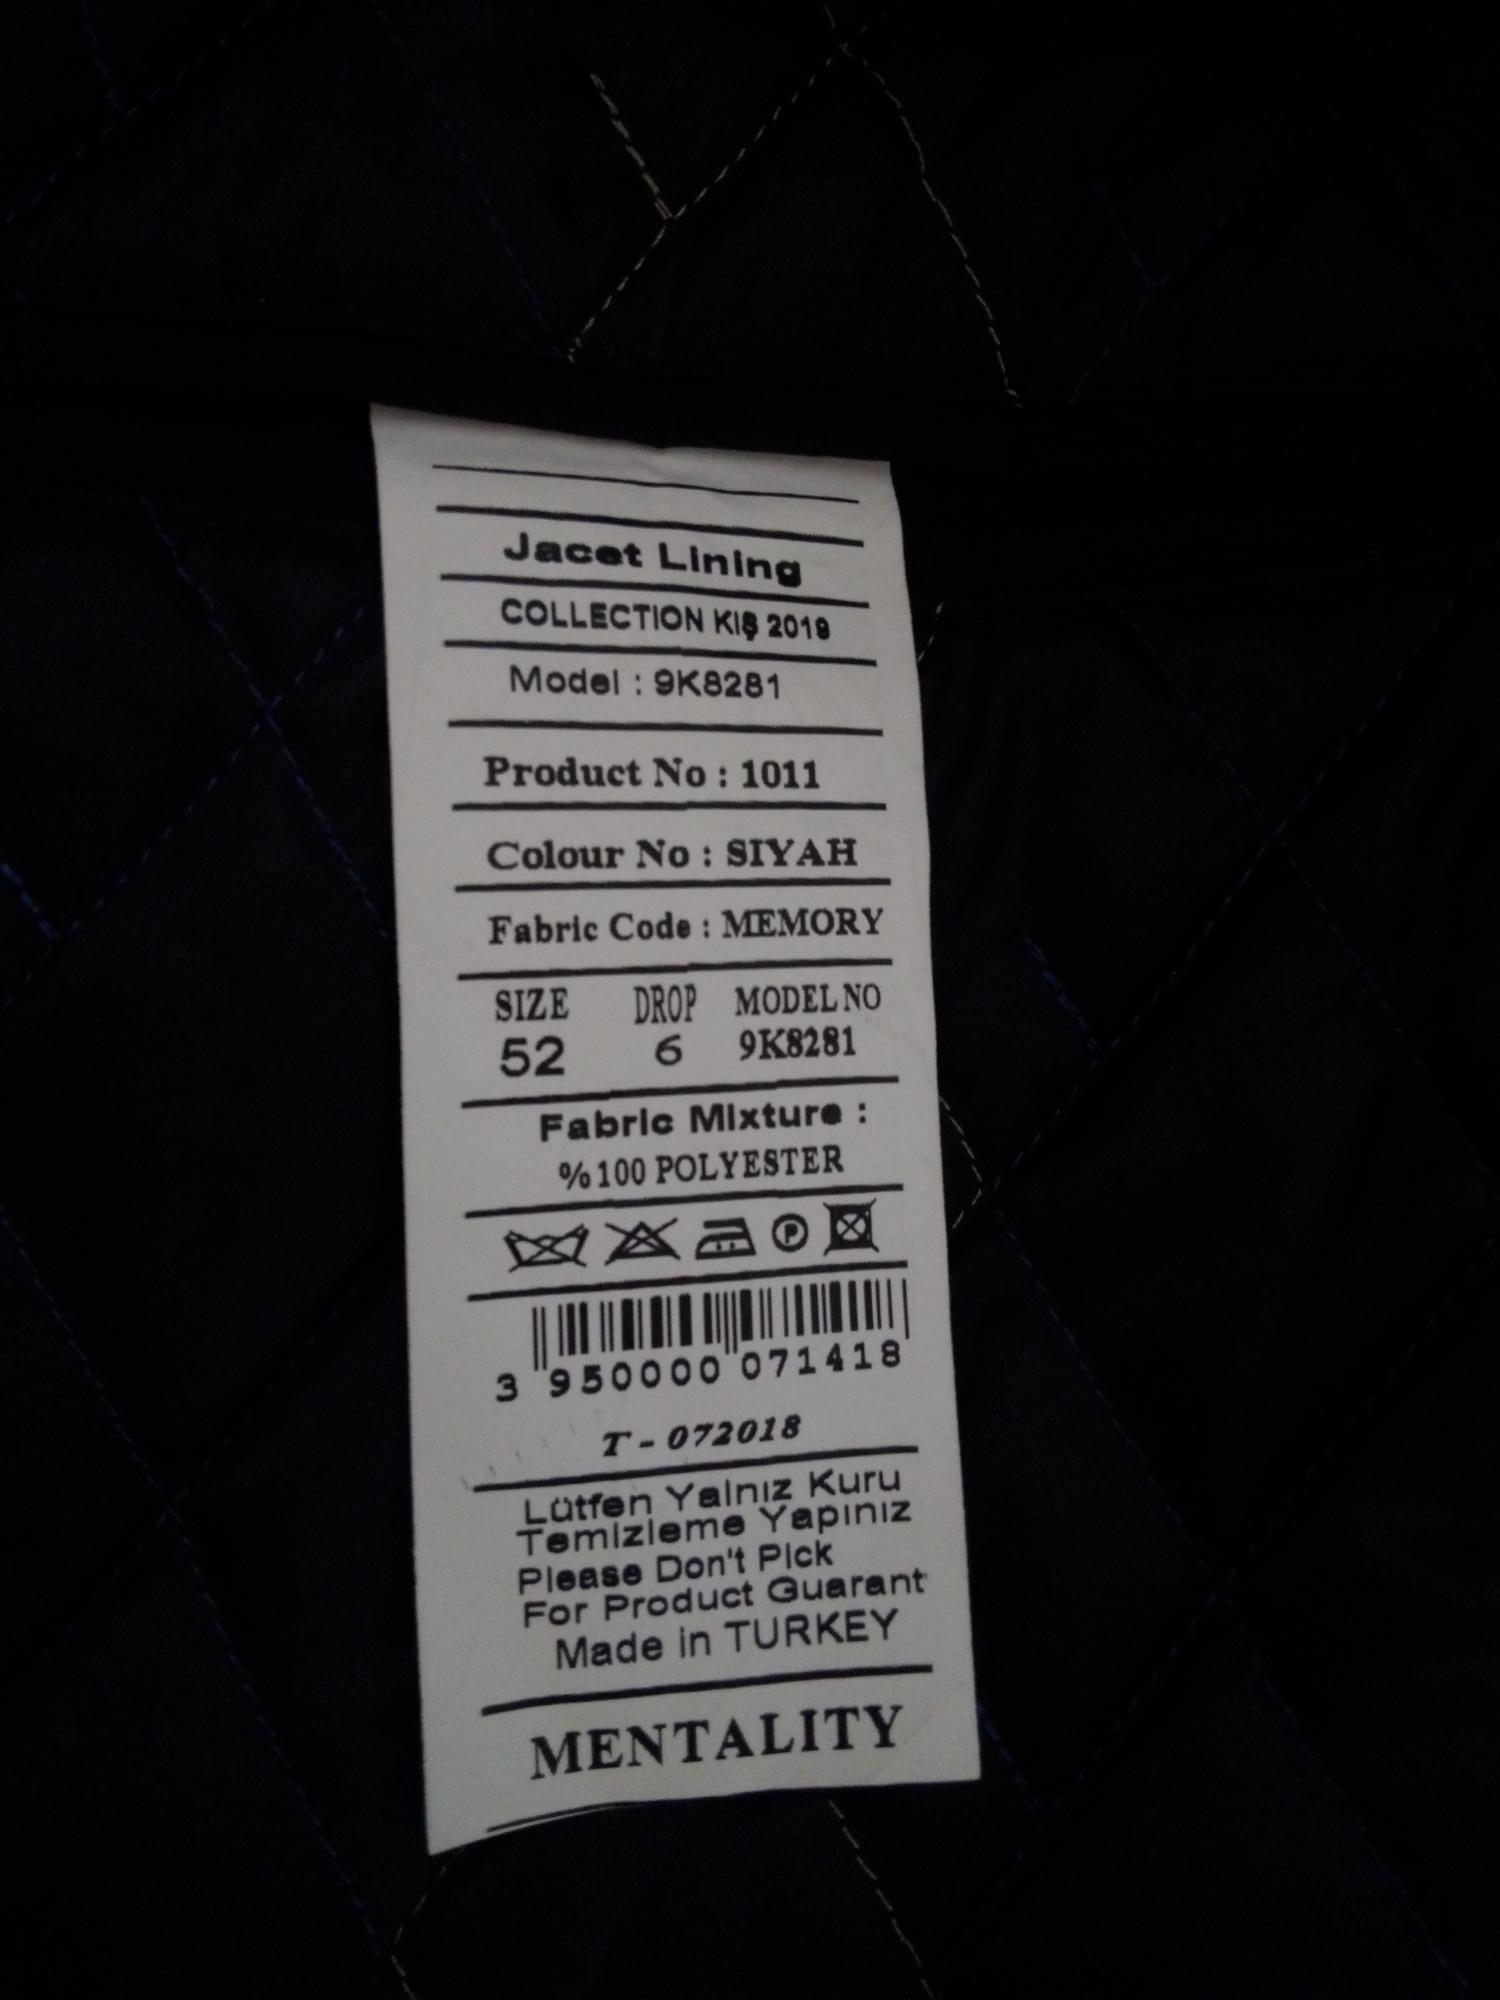 Jacet Lining
COLLECTION KIŞ 2019
Model : 9K8281
Product No : 1011
Colour No : SIYAH
Fabric Code : MEMORY
SIZE DROP MODEL NO
52 6 9K8281
Fabric Mixture :
%100 POLYESTER
P
3 950000 071418
T - 072018
Lütfen Yalnız Kuru
Temizleme Yapınız
Please Don't Pick
For Product Guarant
Made in TURKEY
MENTALITY